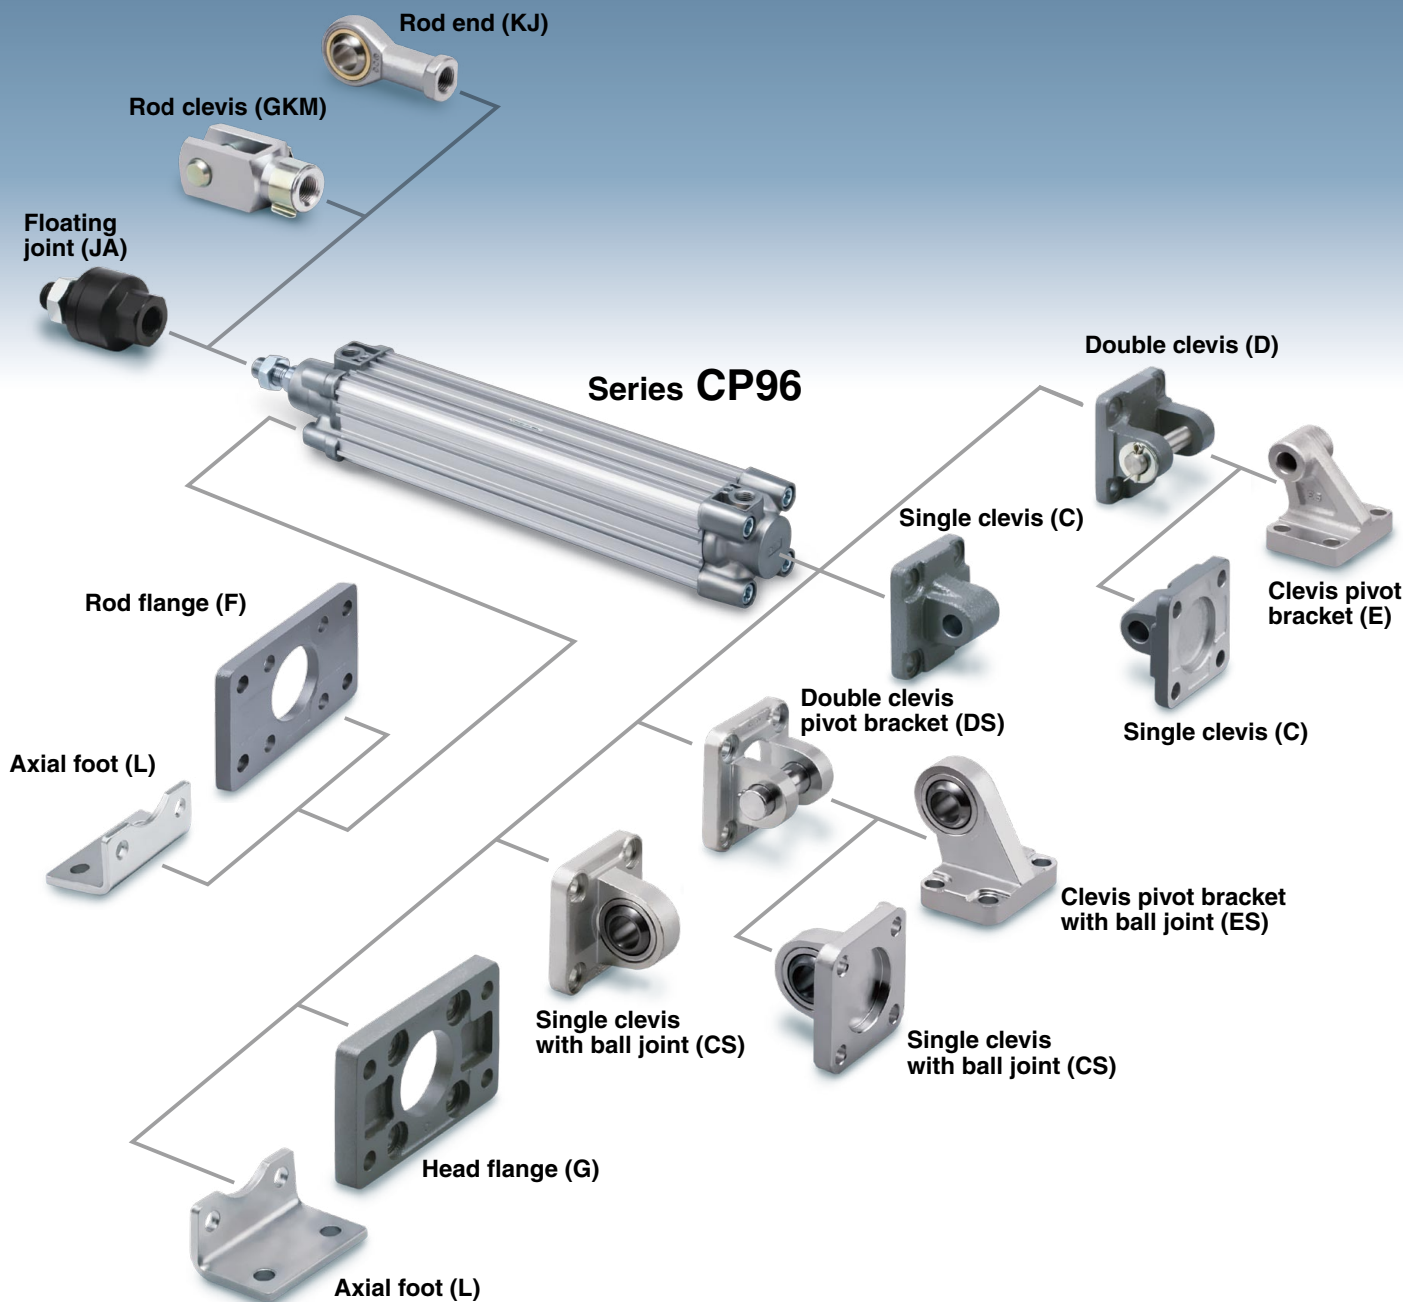 Rod end (KJ)
Rod clevis (GKM)
Floating
joint (JA)
Series CP96
Double clevis (D)
Single clevis (C)
Clevis pivot
bracket (E)
Rod flange (F)
Double clevis
pivot bracket (DS)
Single clevis (C)
Axial foot (L)
Clevis pivot bracket
with ball joint (ES)
Single clevis
with ball joint (CS)
Single clevis
with ball joint (CS)
Head flange (G)
Axial foot (L)